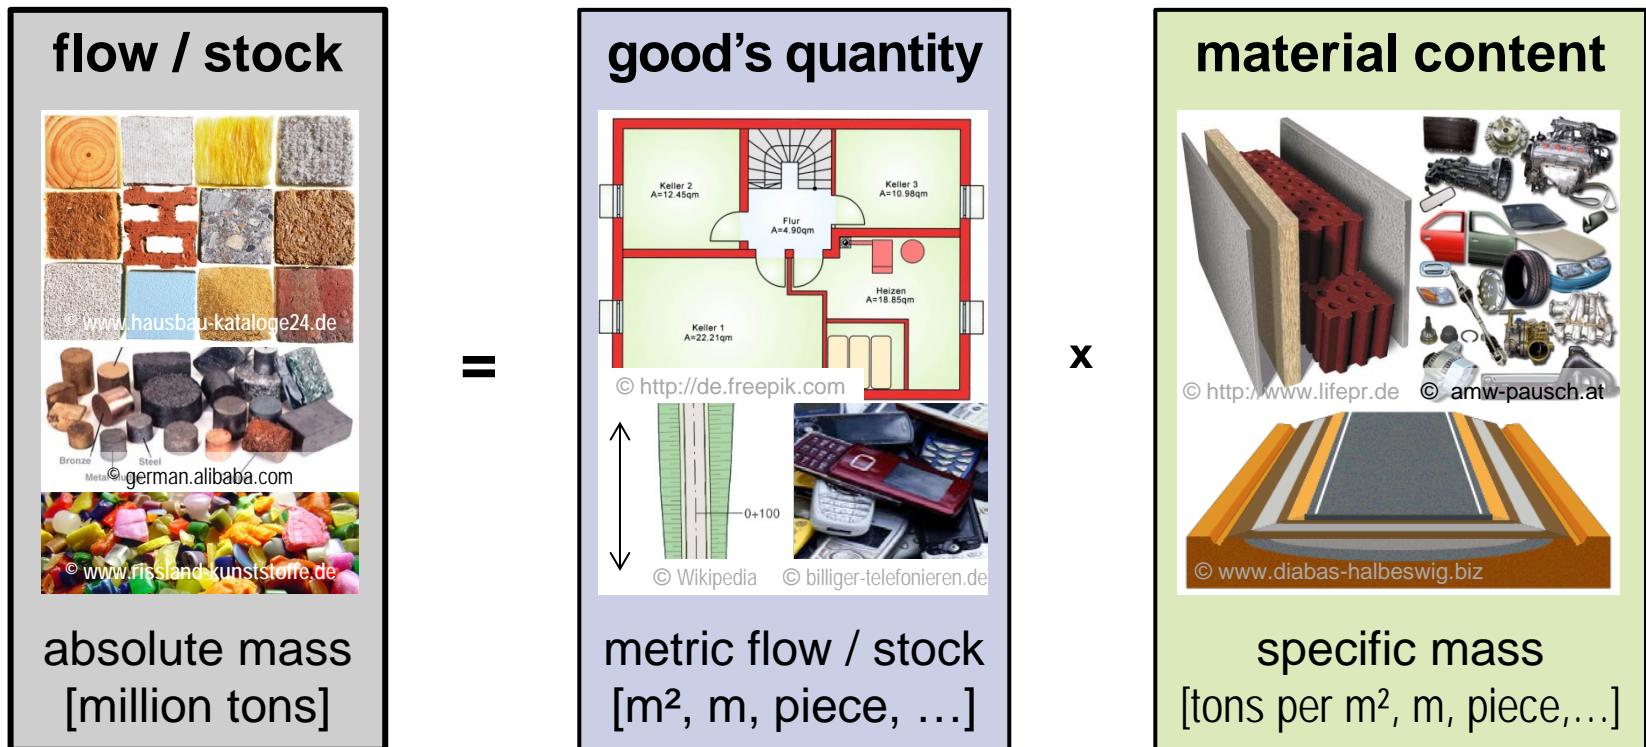 flow / stock
© www.hausbau-kataloge24.de
Bronze
Steel
© german.alibaba.com
© www.rissland-kunststoffe.de
absolute mass
[million tons]
=
good’s quantity
Keller 2
A=12.45qm
Keller 3
A=10.98qm
Flur
A=4.90qm
Heizen
A=18.85qm
Keller 1
A=22.21qm
© http://de.freepik.com
0+100
© Wikipedia
© billiger-telefonieren.de
metric flow / stock
[m², m, piece, …]
x
material content
© http://www.lifepr.de
© amw-pausch.at
© www.diabas-halbeswig.biz
specific mass
[tons per m², m, piece,…]